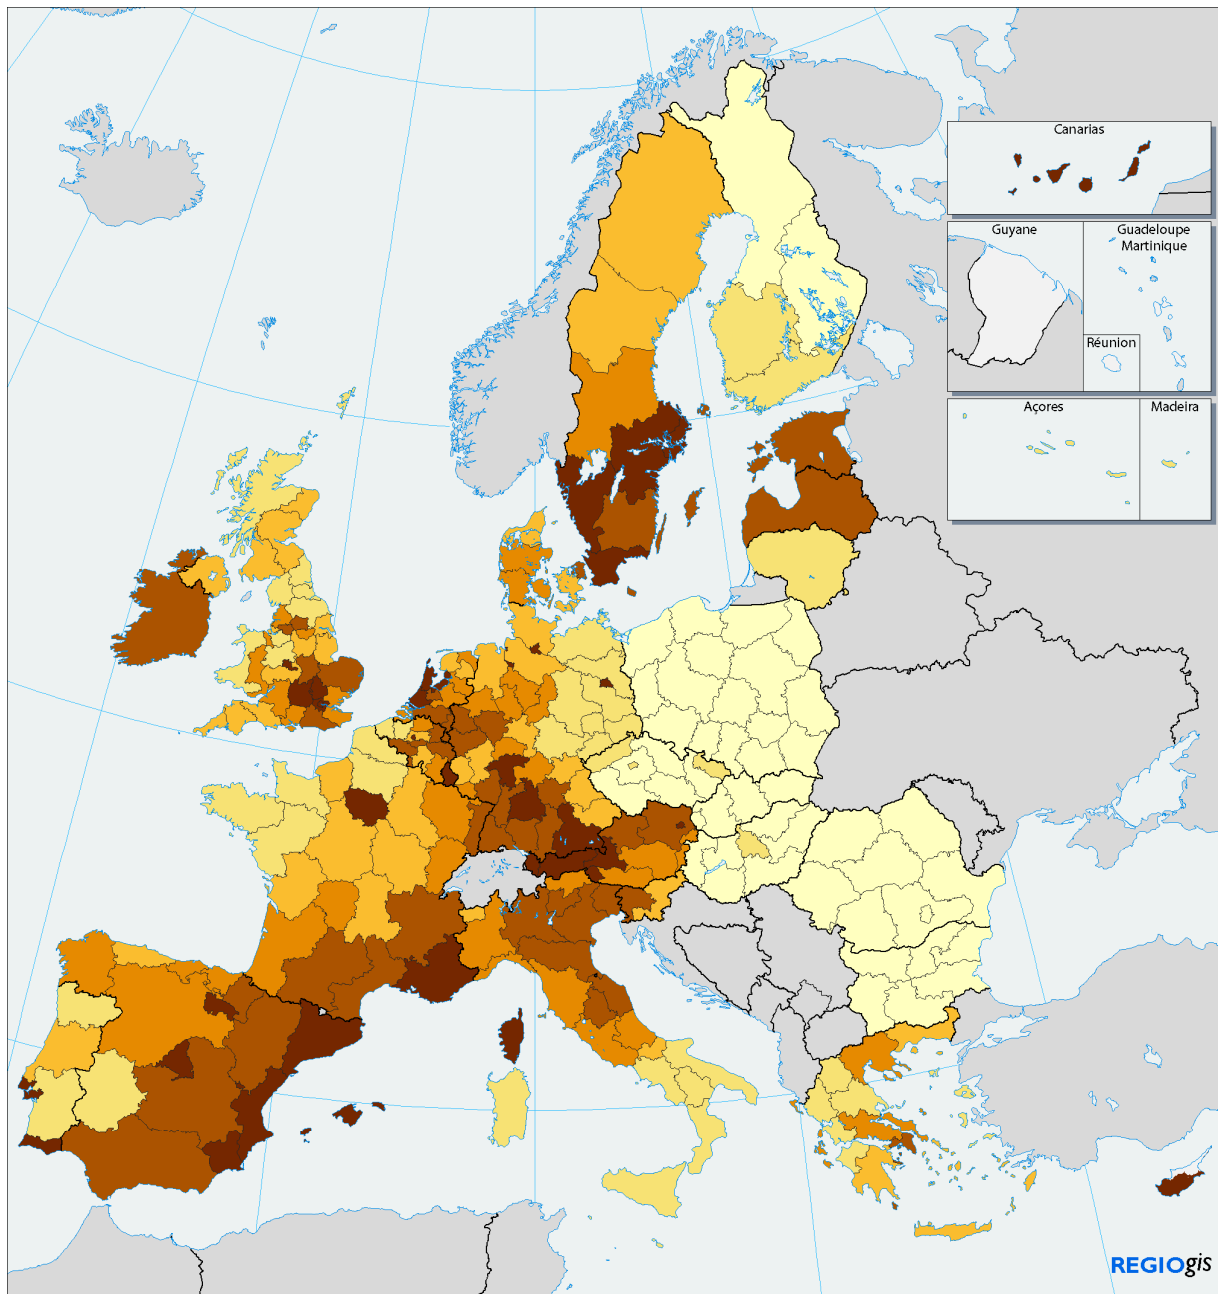 Canarias
Guyane
Guadeloupe
Martinique
Réunion
Açores
Madeira
REGIOgis